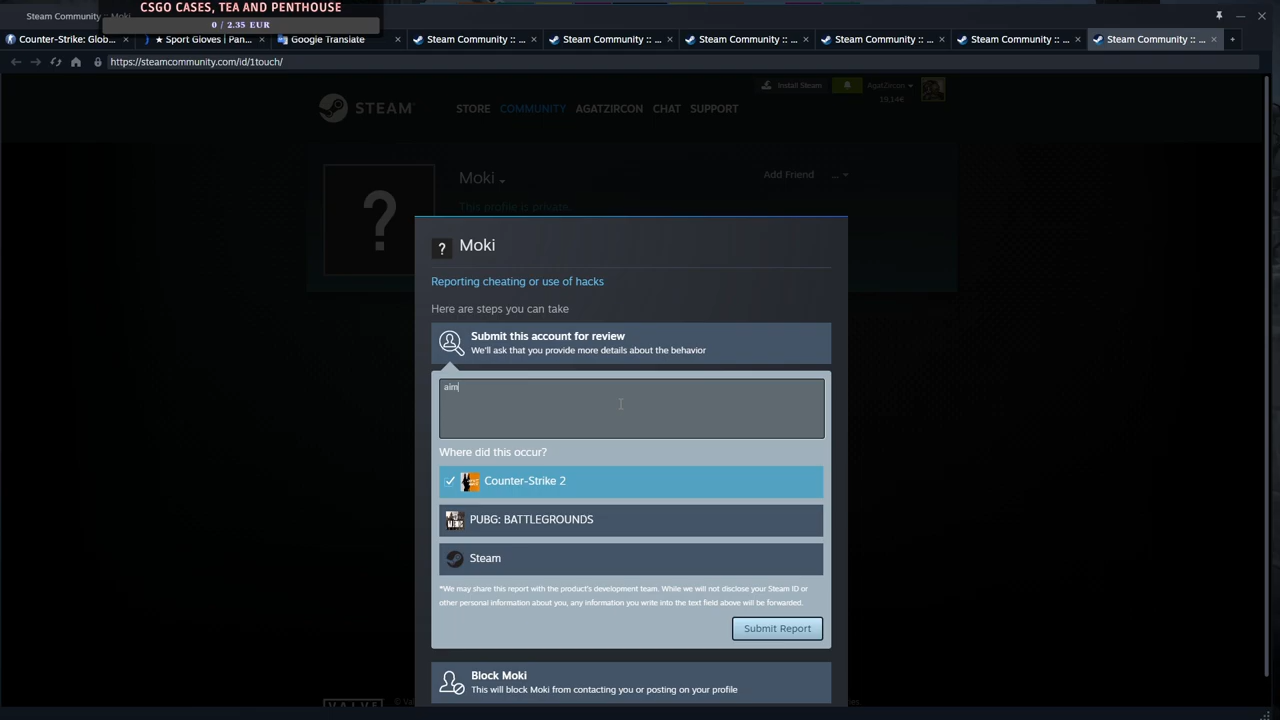 CSGO CASES, TEA AND PENTHOUSE
0 / 2.35 EUR
Steam Community :: Moki
Counter-Strike: Glob...
★ Sport Gloves | Pan...
Google Translate
Steam Community :: ...
Steam Community :: ...
Steam Community :: ...
Steam Community :: ...
Steam Community :: ...
Steam Community :: ...
https://steamcommunity.com/id/1touch/
Install Steam
AgatZircon
19,14€
STEAM
STORE COMMUNITY AGATZIRCON CHAT SUPPORT
Moki
Add Friend
...
This profile is private.
Moki
Reporting cheating or use of hacks
Here are steps you can take
Submit this account for review
We'll ask that you provide more details about the behavior
aim
Where did this occur?
Counter-Strike 2
PUBG: BATTLEGROUNDS
Steam
*We may share this report with the product's development team. While we will not disclose your Steam ID or
other personal information about you, any information you write into the text field above will be forwarded.
Submit Report
Block Moki
This will block Moki from contacting you or posting on your profile
VALVE